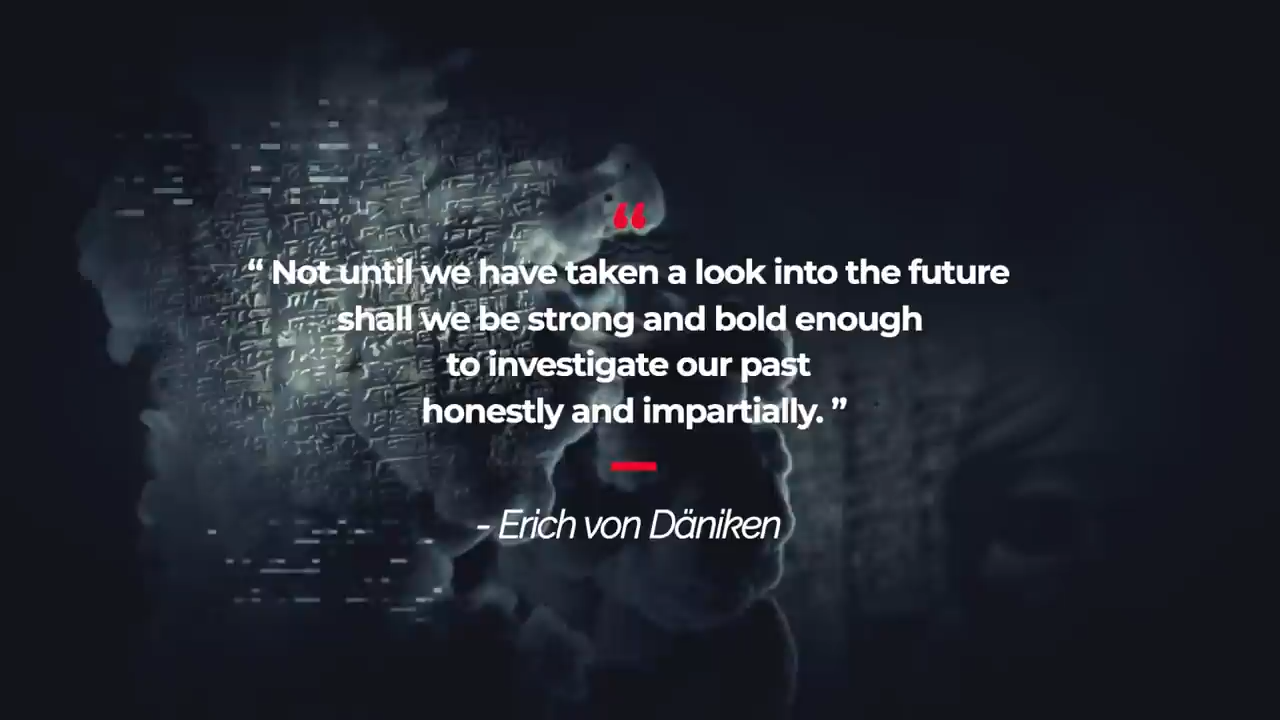 “
“ Not until we have taken a look into the future
shall we be strong and bold enough
to investigate our past
honestly and impartially. ”
- Erich von Däniken